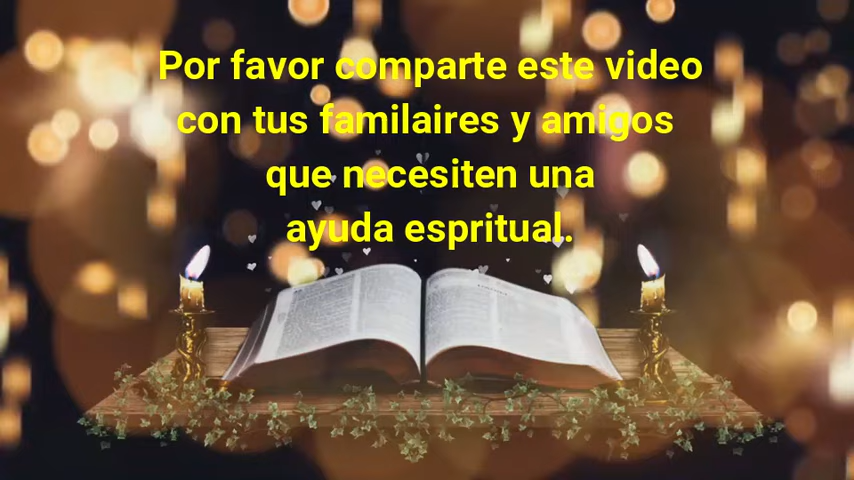 Por favor comparte este video
con tus familaires y amigos
que necesiten una
ayuda espritual.